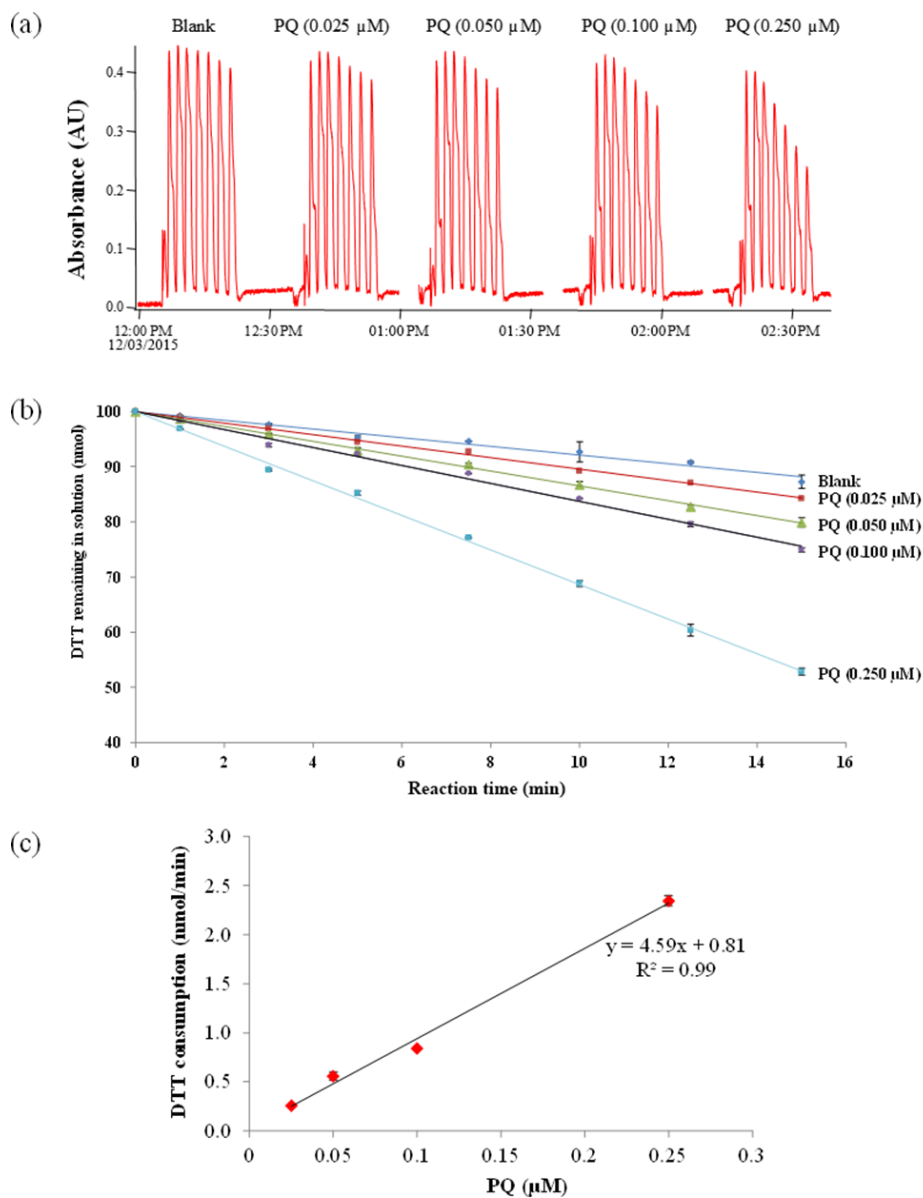 (a)
Blank PQ (0.025 µM) PQ (0.050 µM) PQ (0.100 µM) PQ (0.250 µM)
Absorbance (AU)
0.4
0.3
0.2
0.1
0.0
12:00 PM 12:30 PM 01:00 PM 01:30 PM 02:00 PM 02:30 PM
12/03/2015
(b)
DTT remaining in solution (nmol)
100
90
80
70
60
50
40
Blank
PQ (0.025 µM)
PQ (0.050 µM)
PQ (0.100 µM)
PQ (0.250 µM)
0 2 4 6 8 10 12 14 16
Reaction time (min)
(c)
DTT consumption (nmol/min)
3.0
2.5
2.0
1.5
1.0
0.5
0.0
y = 4.59x + 0.81
R² = 0.99
0 0.05 0.1 0.15 0.2 0.25 0.3
PQ (µM)